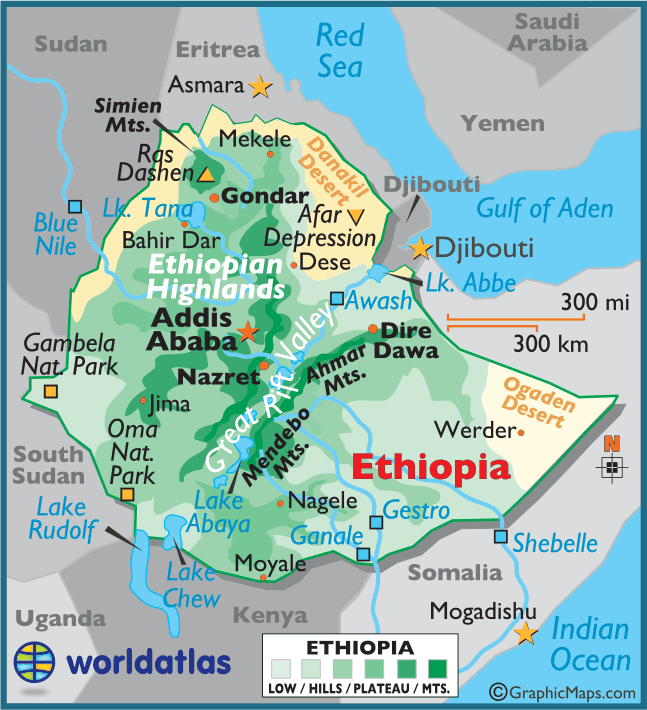 Sudan
Eritrea
Red
Sea
Saudi
Arabia
Asmara
Simien
Mts.
Mekele
Yemen
Ras
Dashen
Danakil
Desert
Djibouti
Gondar
Lk. Tana
Afar
Depression
Gulf of Aden
Blue
Nile
Bahir Dar
Djibouti
Ethiopian
Highlands
Dese
Lk. Abbe
Awash
300 mi
300 km
Addis
Ababa
Dire
Dawa
Gambela
Nat. Park
Nazret
Great Rift Valley
Ahmar
Mts.
Jima
Ogaden
Desert
Oma
Nat.
Park
Mendebo
Mts.
Werder
N
South
Sudan
Ethiopia
Lake
Rudolf
Lake
Abaya
Nagele
Gestro
Ganale
Shebelle
Lake
Chew
Moyale
Somalia
Uganda
Kenya
Mogadishu
Indian
Ocean
worldatlas
ETHIOPIA
LOW / HILLS / PLATEAU / MTS.
©GraphicMaps.com